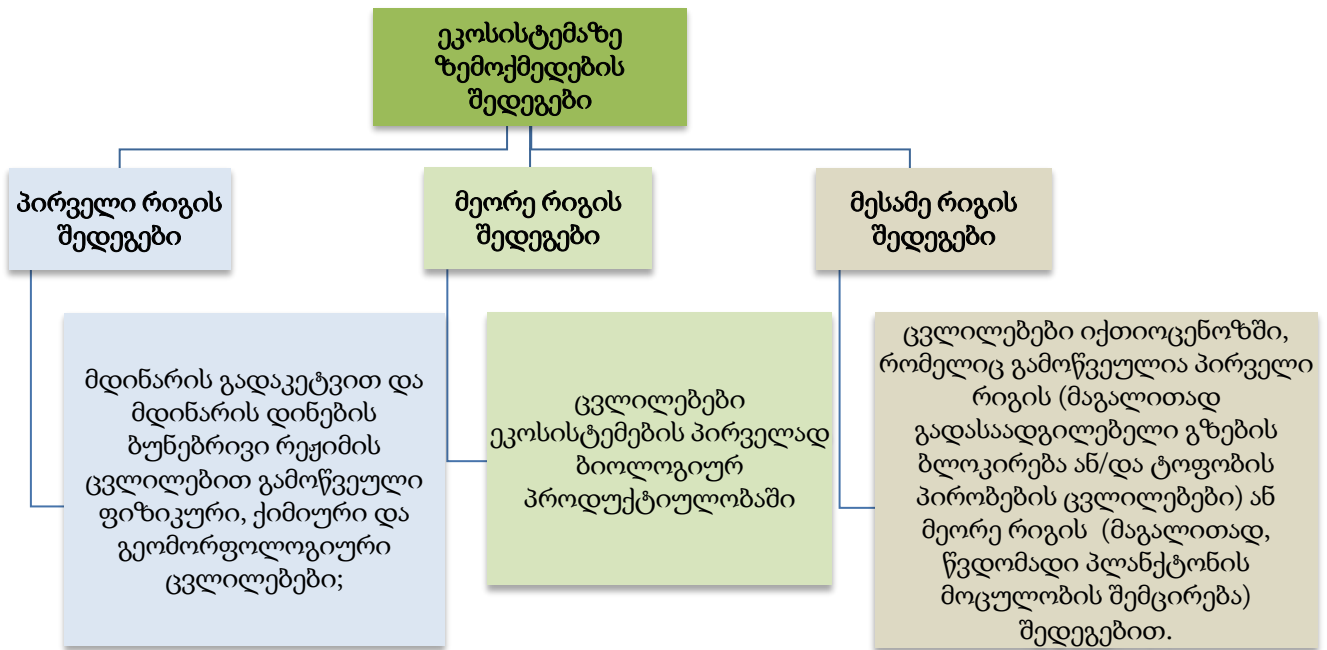 ეკოსისტემაზე
ზემოქმედების
შედეგები
პირველი რიგის
შედეგები
მეორე რიგის
შედეგები
მესამე რიგის
შედეგები
მდინარის გადაკეტვით და
მდინარის დინების
ბუნებრივი რეჟიმის
ცვლილებით გამოწვეული
ფიზიკური, ქიმიური და
გეომორფოლოგიური
ცვლილებები;
ცვლილებები
ეკოსისტემების პირველად
ბიოლოგიურ
პროდუქტიულობაში
ცვლილებები იქთიოცენოზში,
რომელიც გამოწვეულია პირველი
რიგის (მაგალითად
გადასაადგილებელი გზების
ბლოკირება ან/და ტოფობის
პირობების ცვლილებები) ან
მეორე რიგის (მაგალითად,
წვდომადი პლანქტონის
მოცულობის შემცირება)
შედეგებით.